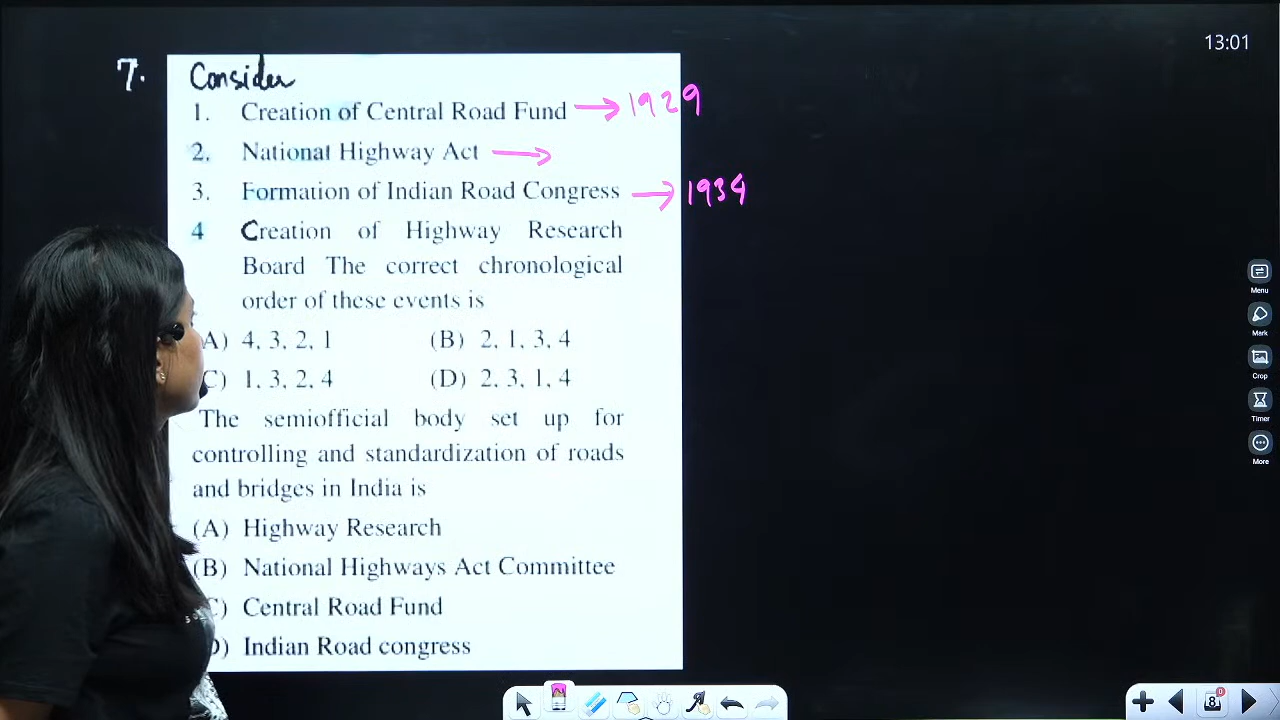 13:01
7. Consider
1. Creation of Central Road Fund → 1929
2. National Highway Act →
3. Formation of Indian Road Congress → 1934
4 Creation of Highway Research
Board The correct chronological
order of these events is
A) 4, 3, 2, 1 (B) 2, 1, 3, 4
C) 1, 3, 2, 4 (D) 2, 3, 1, 4
The semiofficial body set up for
controlling and standardization of roads
and bridges in India is
(A) Highway Research
(B) National Highways Act Committee
C) Central Road Fund
D) Indian Road congress
Menu
Mark
Crop
Timer
More
8
0